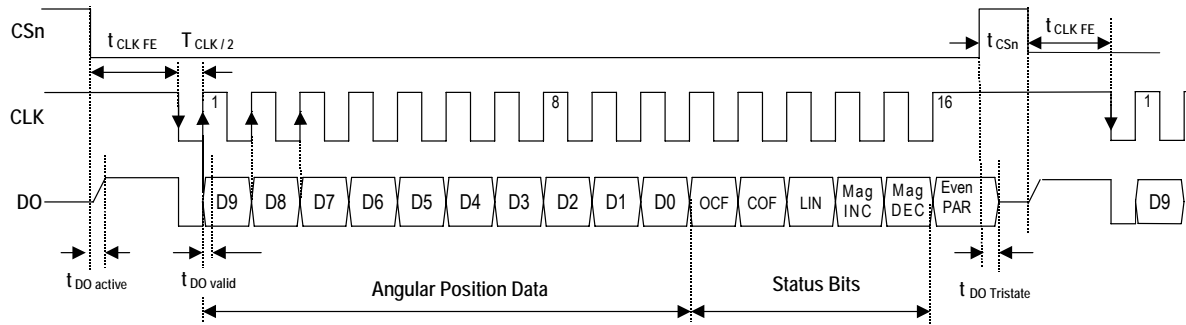 CSn
t CLK FE
T CLK / 2
t CSn
t CLK FE
CLK
1
8
16
1
DO
D9
D8
D7
D6
D5
D4
D3
D2
D1
D0
OCF
COF
LIN
Mag
INC
Mag
DEC
Even
PAR
D9
t DO active
t DO valid
Angular Position Data
Status Bits
t DO Tristate